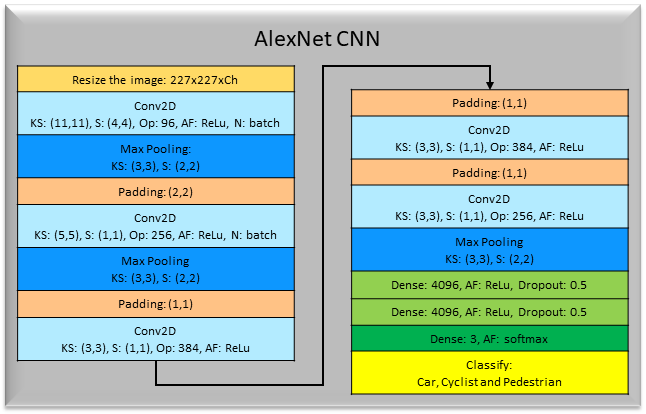 AlexNet CNN
Resize the image: 227x227xCh
Conv2D
KS: (11,11), S: (4,4), Op: 96, AF: ReLu, N: batch
Max Pooling:
KS: (3,3), S: (2,2)
Padding: (2,2)
Conv2D
KS: (5,5), S: (1,1), Op: 256, AF: ReLu, N: batch
Max Pooling
KS: (3,3), S: (2,2)
Padding: (1,1)
Conv2D
KS: (3,3), S: (1,1), Op: 384, AF: ReLu
Padding: (1,1)
Conv2D
KS: (3,3), S: (1,1), Op: 384, AF: ReLu
Padding: (1,1)
Conv2D
KS: (3,3), S: (1,1), Op: 256, AF: ReLu
Max Pooling
KS: (3,3), S: (2,2)
Dense: 4096, AF: ReLu, Dropout: 0.5
Dense: 4096, AF: ReLu, Dropout: 0.5
Dense: 3, AF: softmax
Classify:
Car, Cyclist and Pedestrian